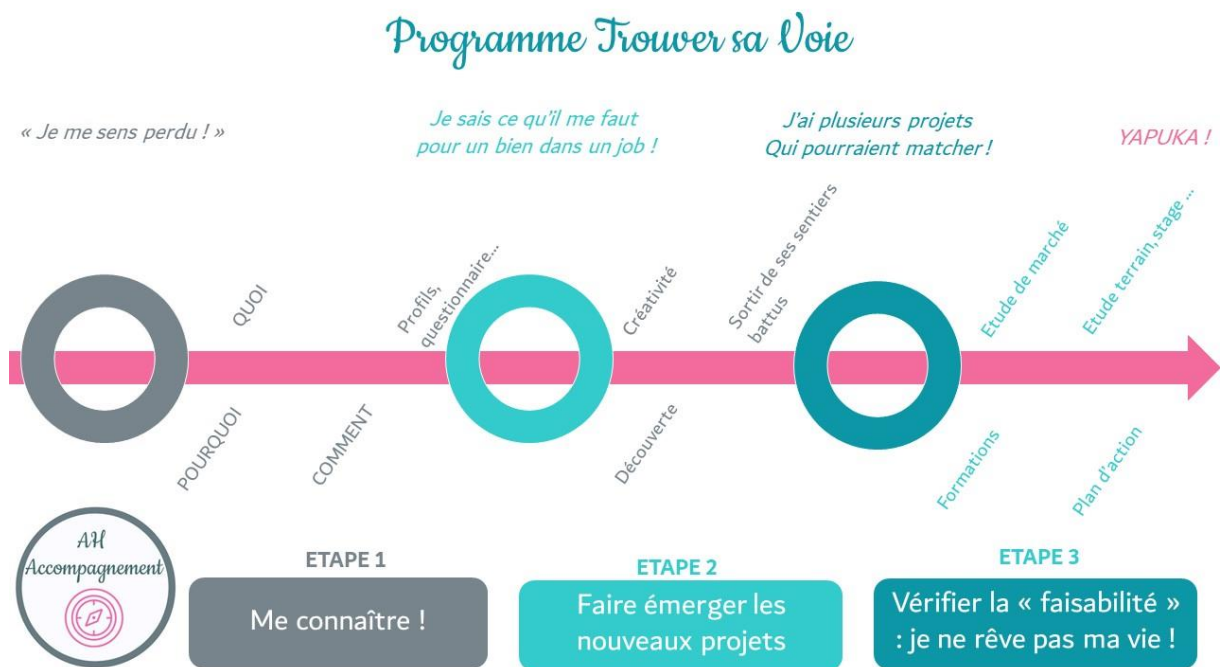 Programme Trouver sa Voie
« Je me sens perdu ! »
Je sais ce qu'il me faut
pour un bien dans un job !
J'ai plusieurs projets
Qui pourraient matcher !
YAPUKA !
QUOI
Profils,
questionnaire...
Créativité
Sortir de ses sentiers
battus
Etude de marché
Etude terrain, stage ...
POURQUOI
COMMENT
Découverte
Formations
Plan d'action
AH
Accompagnement
ETAPE 1
Me connaître !
ETAPE 2
Faire émerger les
nouveaux projets
ETAPE 3
Vérifier la « faisabilité »
: je ne rêve pas ma vie !